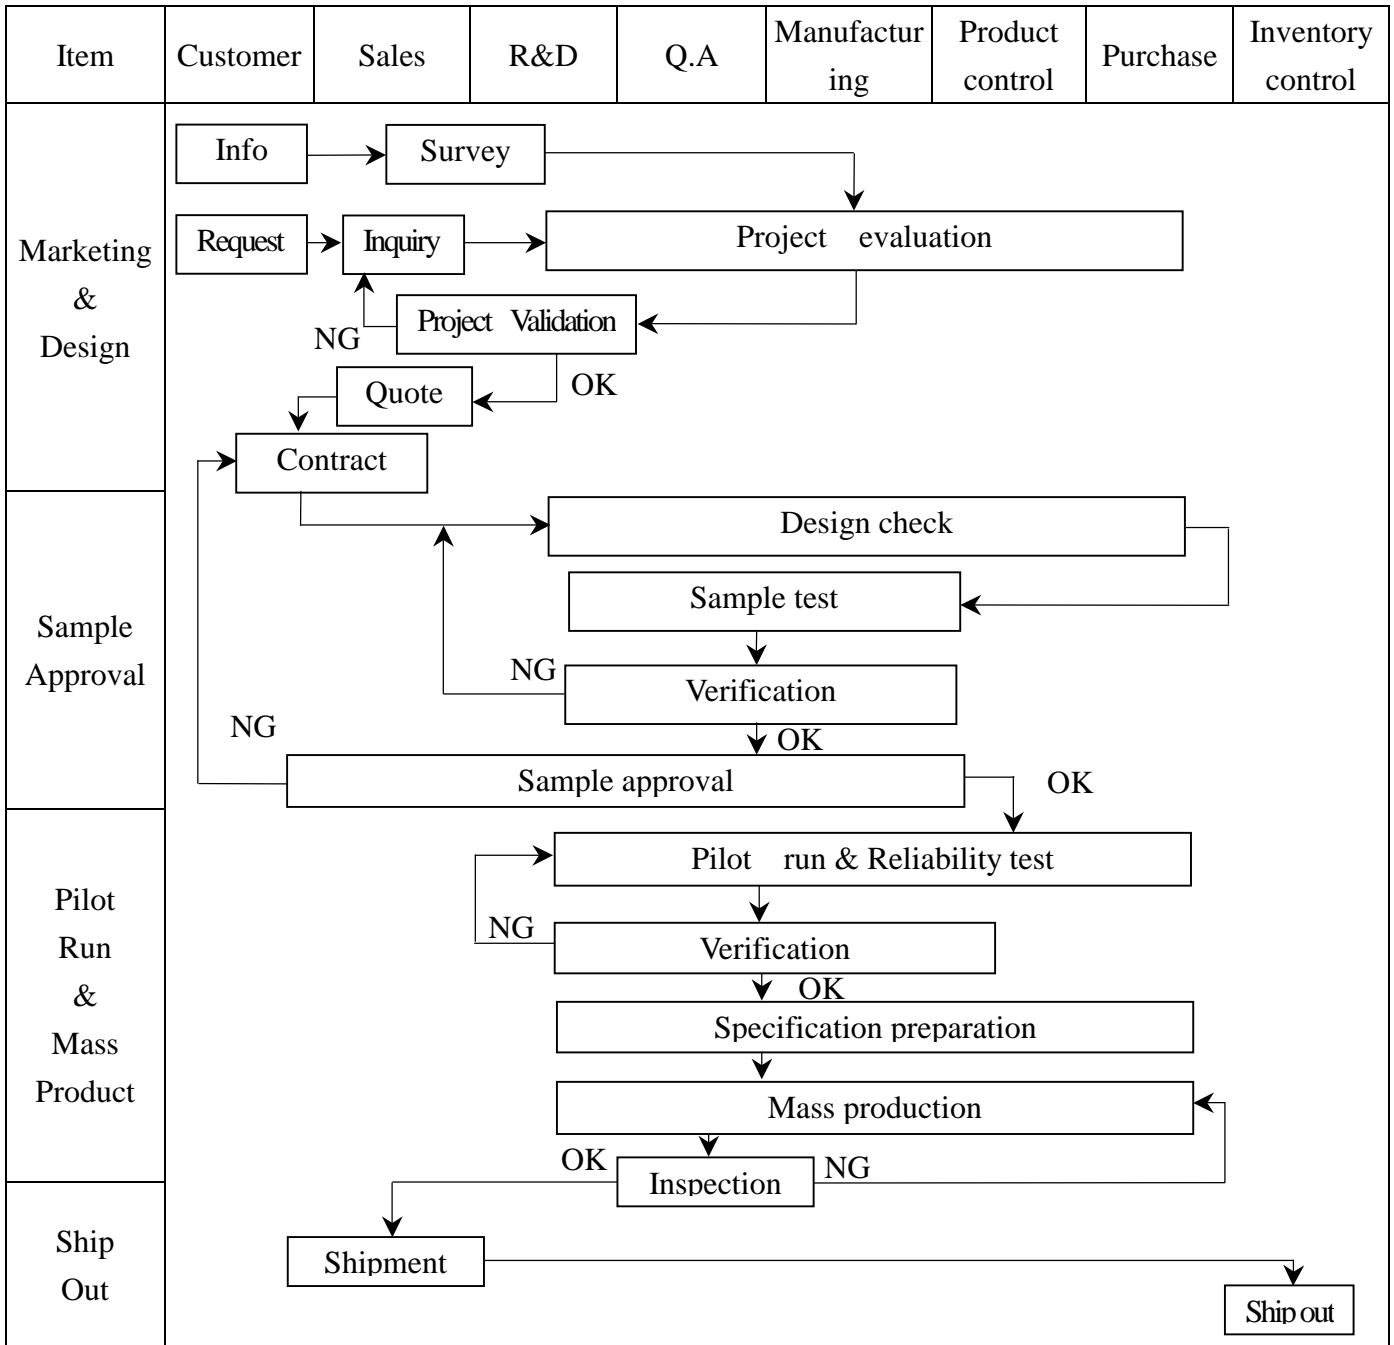 Item
Customer
Sales
R&D
Q.A
Manufactur
ing
Product
control
Purchase
Inventory
control
Marketing
&
Design
Info
Survey
Request
Inquiry
Project evaluation
NG
Project Validation
Quote
OK
Contract
Sample
Approval
Design check
Sample test
NG
Verification
NG
OK
Sample approval
OK
Pilot
Run
&
Mass
Product
Pilot run & Reliability test
NG
Verification
OK
Specification preparation
Mass production
OK
Inspection
NG
Ship
Out
Shipment
Ship out